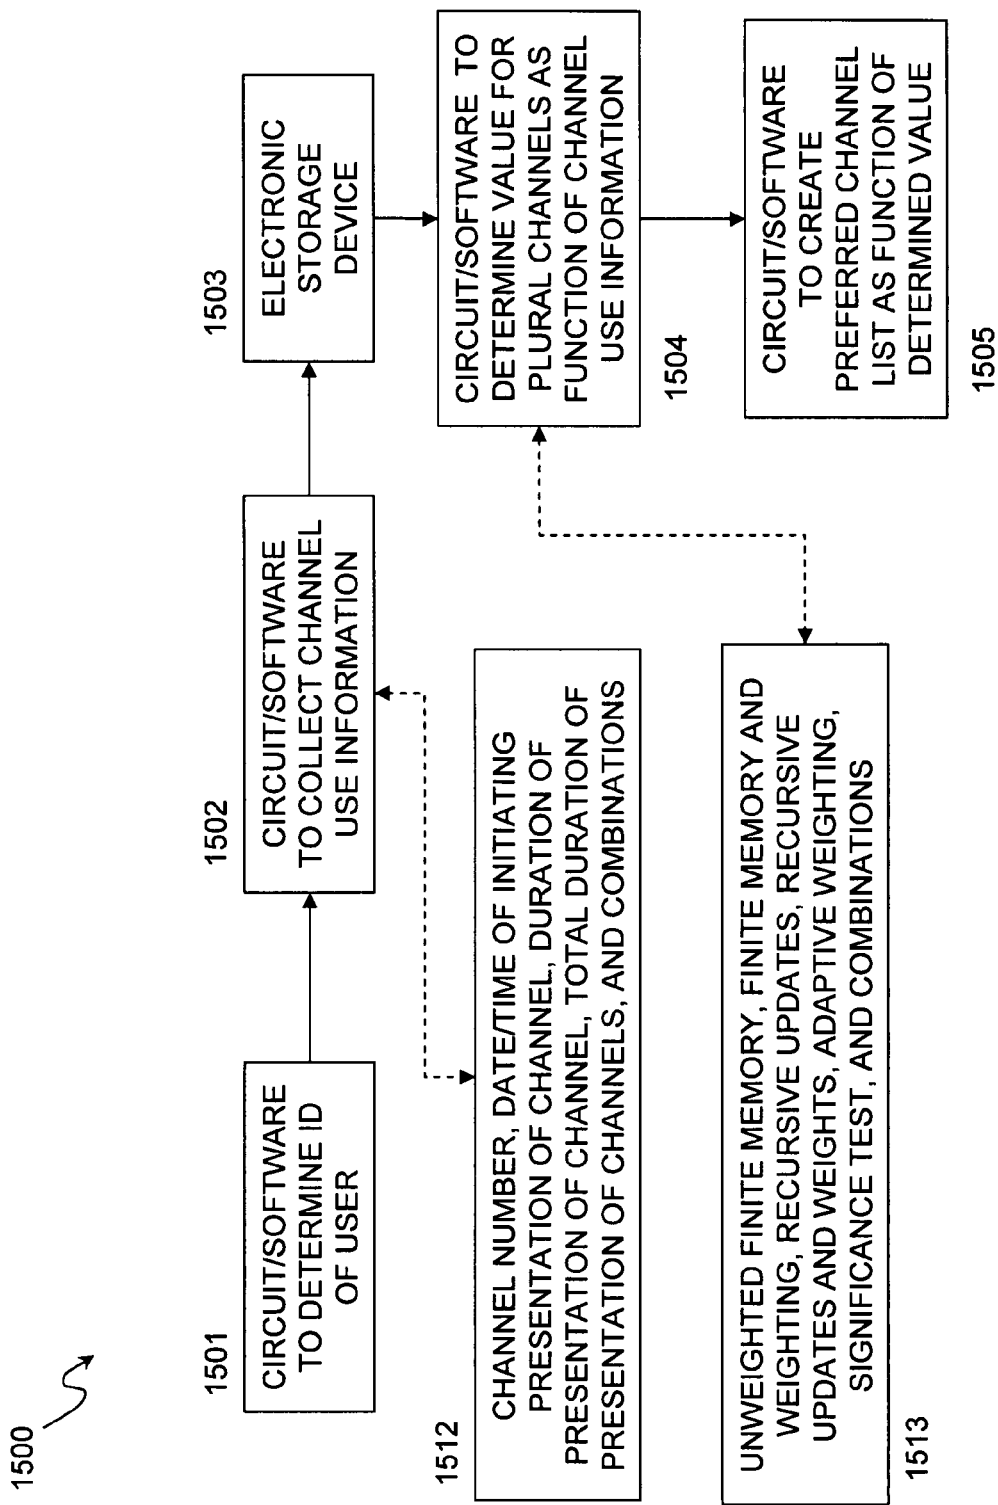 1500
1501
CIRCUIT/SOFTWARE
TO DETERMINE ID
OF USER
1502
CIRCUIT/SOFTWARE
TO COLLECT CHANNEL
USE INFORMATION
1503
ELECTRONIC
STORAGE
DEVICE
CIRCUIT/SOFTWARE TO
DETERMINE VALUE FOR
PLURAL CHANNELS AS
FUNCTION OF CHANNEL
USE INFORMATION
1504
CIRCUIT/SOFTWARE
TO CREATE
PREFERRED CHANNEL
LIST AS FUNCTION OF
DETERMINED VALUE
1505
1512
CHANNEL NUMBER, DATE/TIME OF INITIATING
PRESENTATION OF CHANNEL, DURATION OF
PRESENTATION OF CHANNEL, TOTAL DURATION OF
PRESENTATION OF CHANNELS, AND COMBINATIONS
UNWEIGHTED FINITE MEMORY, FINITE MEMORY AND
WEIGHTING, RECURSIVE UPDATES, RECURSIVE
UPDATES AND WEIGHTS, ADAPTIVE WEIGHTING,
SIGNIFICANCE TEST, AND COMBINATIONS
1513